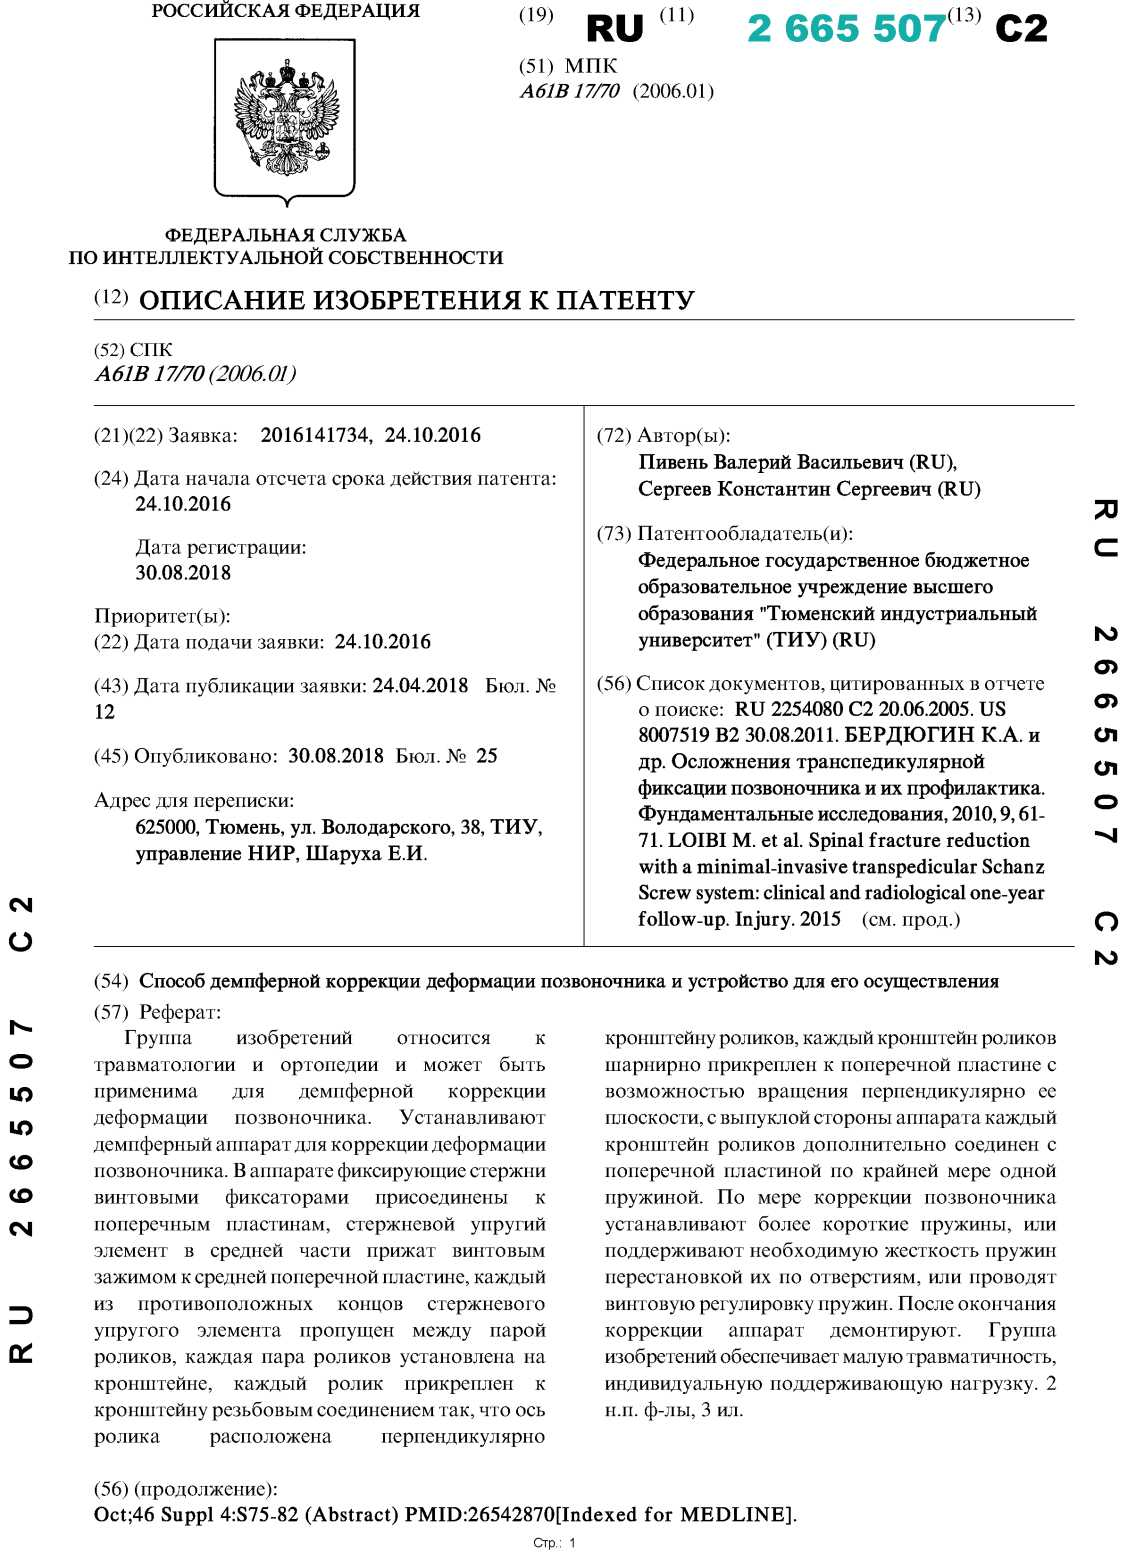 РОССИЙСКАЯ ФЕДЕРАЦИЯ
(19) RU (11) 2 665 507 (13) C2
(51) МПК
A61B 17/70 (2006.01)
ФЕДЕРАЛЬНАЯ СЛУЖБА
ПО ИНТЕЛЛЕКТУАЛЬНОЙ СОБСТВЕННОСТИ
(12) ОПИСАНИЕ ИЗОБРЕТЕНИЯ К ПАТЕНТУ
(52) СПК
A61B 17/70 (2006.01)
(21)(22) Заявка: 2016141734, 24.10.2016
(24) Дата начала отсчета срока действия патента:
24.10.2016
Дата регистрации:
30.08.2018
Приоритет(ы):
(22) Дата подачи заявки: 24.10.2016
(43) Дата публикации заявки: 24.04.2018 Бюл. №
12
(45) Опубликовано: 30.08.2018 Бюл. № 25
Адрес для переписки:
625000, Тюмень, ул. Володарского, 38, ТИУ,
управление НИР, Шаруха Е.И.
(72) Автор(ы):
Пивень Валерий Васильевич (RU),
Сергеев Константин Сергеевич (RU)
(73) Патентообладатель(и):
Федеральное государственное бюджетное
образовательное учреждение высшего
образования "Тюменский индустриальный
университет" (ТИУ) (RU)
(56) Список документов, цитированных в отчете
о поиске: RU 2254080 C2 20.06.2005. US
8007519 B2 30.08.2011. БЕРДЮГИН К.А. и
др. Осложнения транспедикулярной
фиксации позвоночника и их профилактика.
Фундаментальные исследования, 2010, 9, 61-
71. LOIBI M. et al. Spinal fracture reduction
with a minimal-invasive transpedicular Schanz
Screw system: clinical and radiological one-year
follow-up. Injury. 2015 (см. прод.)
(54) Способ демпферной коррекции деформации позвоночника и устройство для его осуществления
(57) Реферат:
Группа изобретений относится к
травматологии и ортопедии и может быть
применима для демпферной коррекции
деформации позвоночника. Устанавливают
демпферный аппарат для коррекции деформации
позвоночника. В аппарате фиксирующие стержни
винтовыми фиксаторами присоединены к
поперечным пластинам, стержневой упругий
элемент в средней части прижат винтовым
зажимом к средней поперечной пластине, каждый
из противоположных концов стержневого
упругого элемента пропущен между парой
роликов, каждая пара роликов установлена на
кронштейне, каждый ролик прикреплен к
кронштейну резьбовым соединением так, что ось
ролика расположена перпендикулярно
кронштейну роликов, каждый кронштейн роликов
шарнирно прикреплен к поперечной пластине с
возможностью вращения перпендикулярно ее
плоскости, с выпуклой стороны аппарата каждый
кронштейн роликов дополнительно соединен с
поперечной пластиной по крайней мере одной
пружиной. По мере коррекции позвоночника
устанавливают более короткие пружины, или
поддерживают необходимую жесткость пружин
перестановкой их по отверстиям, или проводят
винтовую регулировку пружин. После окончания
коррекции аппарат демонтируют. Группа
изобретений обеспечивает малую травматичность,
индивидуальную поддерживающую нагрузку. 2
н.п. ф-лы, 3 ил.
(56) (продолжение):
Oct;46 Suppl 4:S75-82 (Abstract) PMID:26542870[Indexed for MEDLINE].
Стр.: 1
RU 2665507 C2
RU 2665507 C2